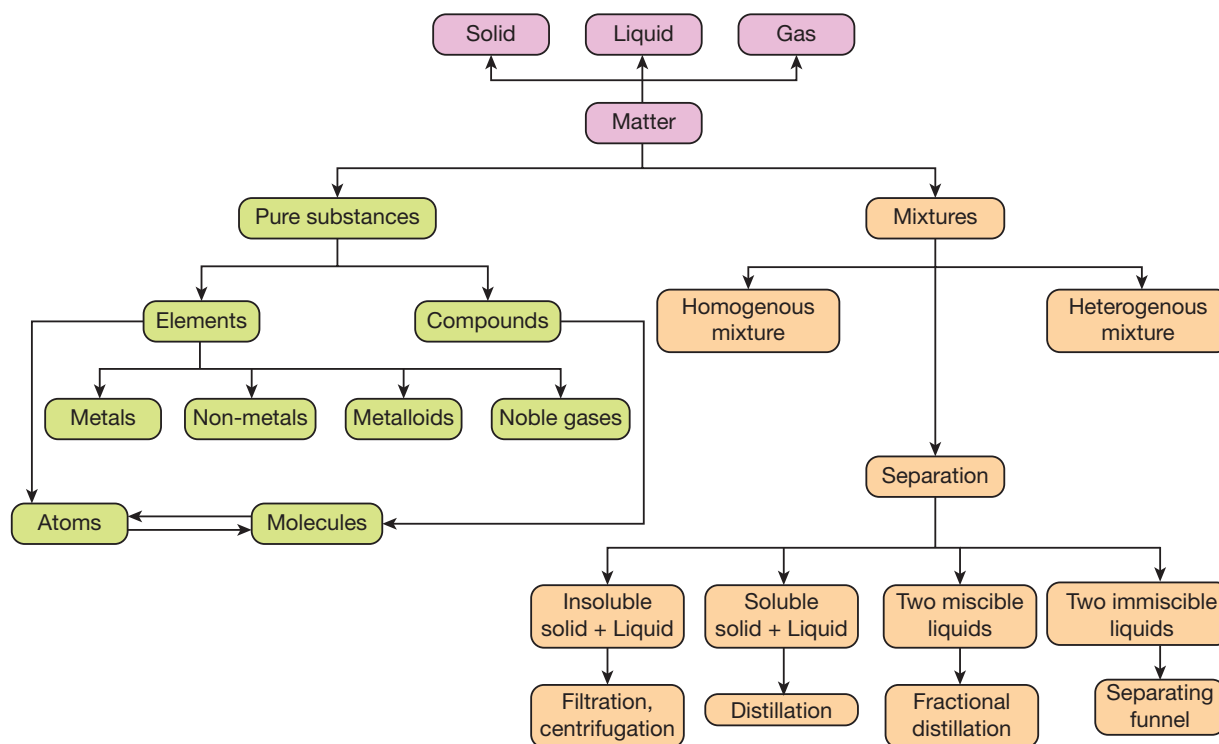 Solid
Liquid
Gas
Matter
Pure substances
Mixtures
Elements
Compounds
Homogenous
mixture
Heterogenous
mixture
Metals
Non-metals
Metalloids
Noble gases
Separation
Atoms
Molecules
Insoluble
solid + Liquid
Soluble
solid + Liquid
Two miscible
liquids
Two immiscible
liquids
Filtration,
centrifugation
Distillation
Fractional
distillation
Separating
funnel